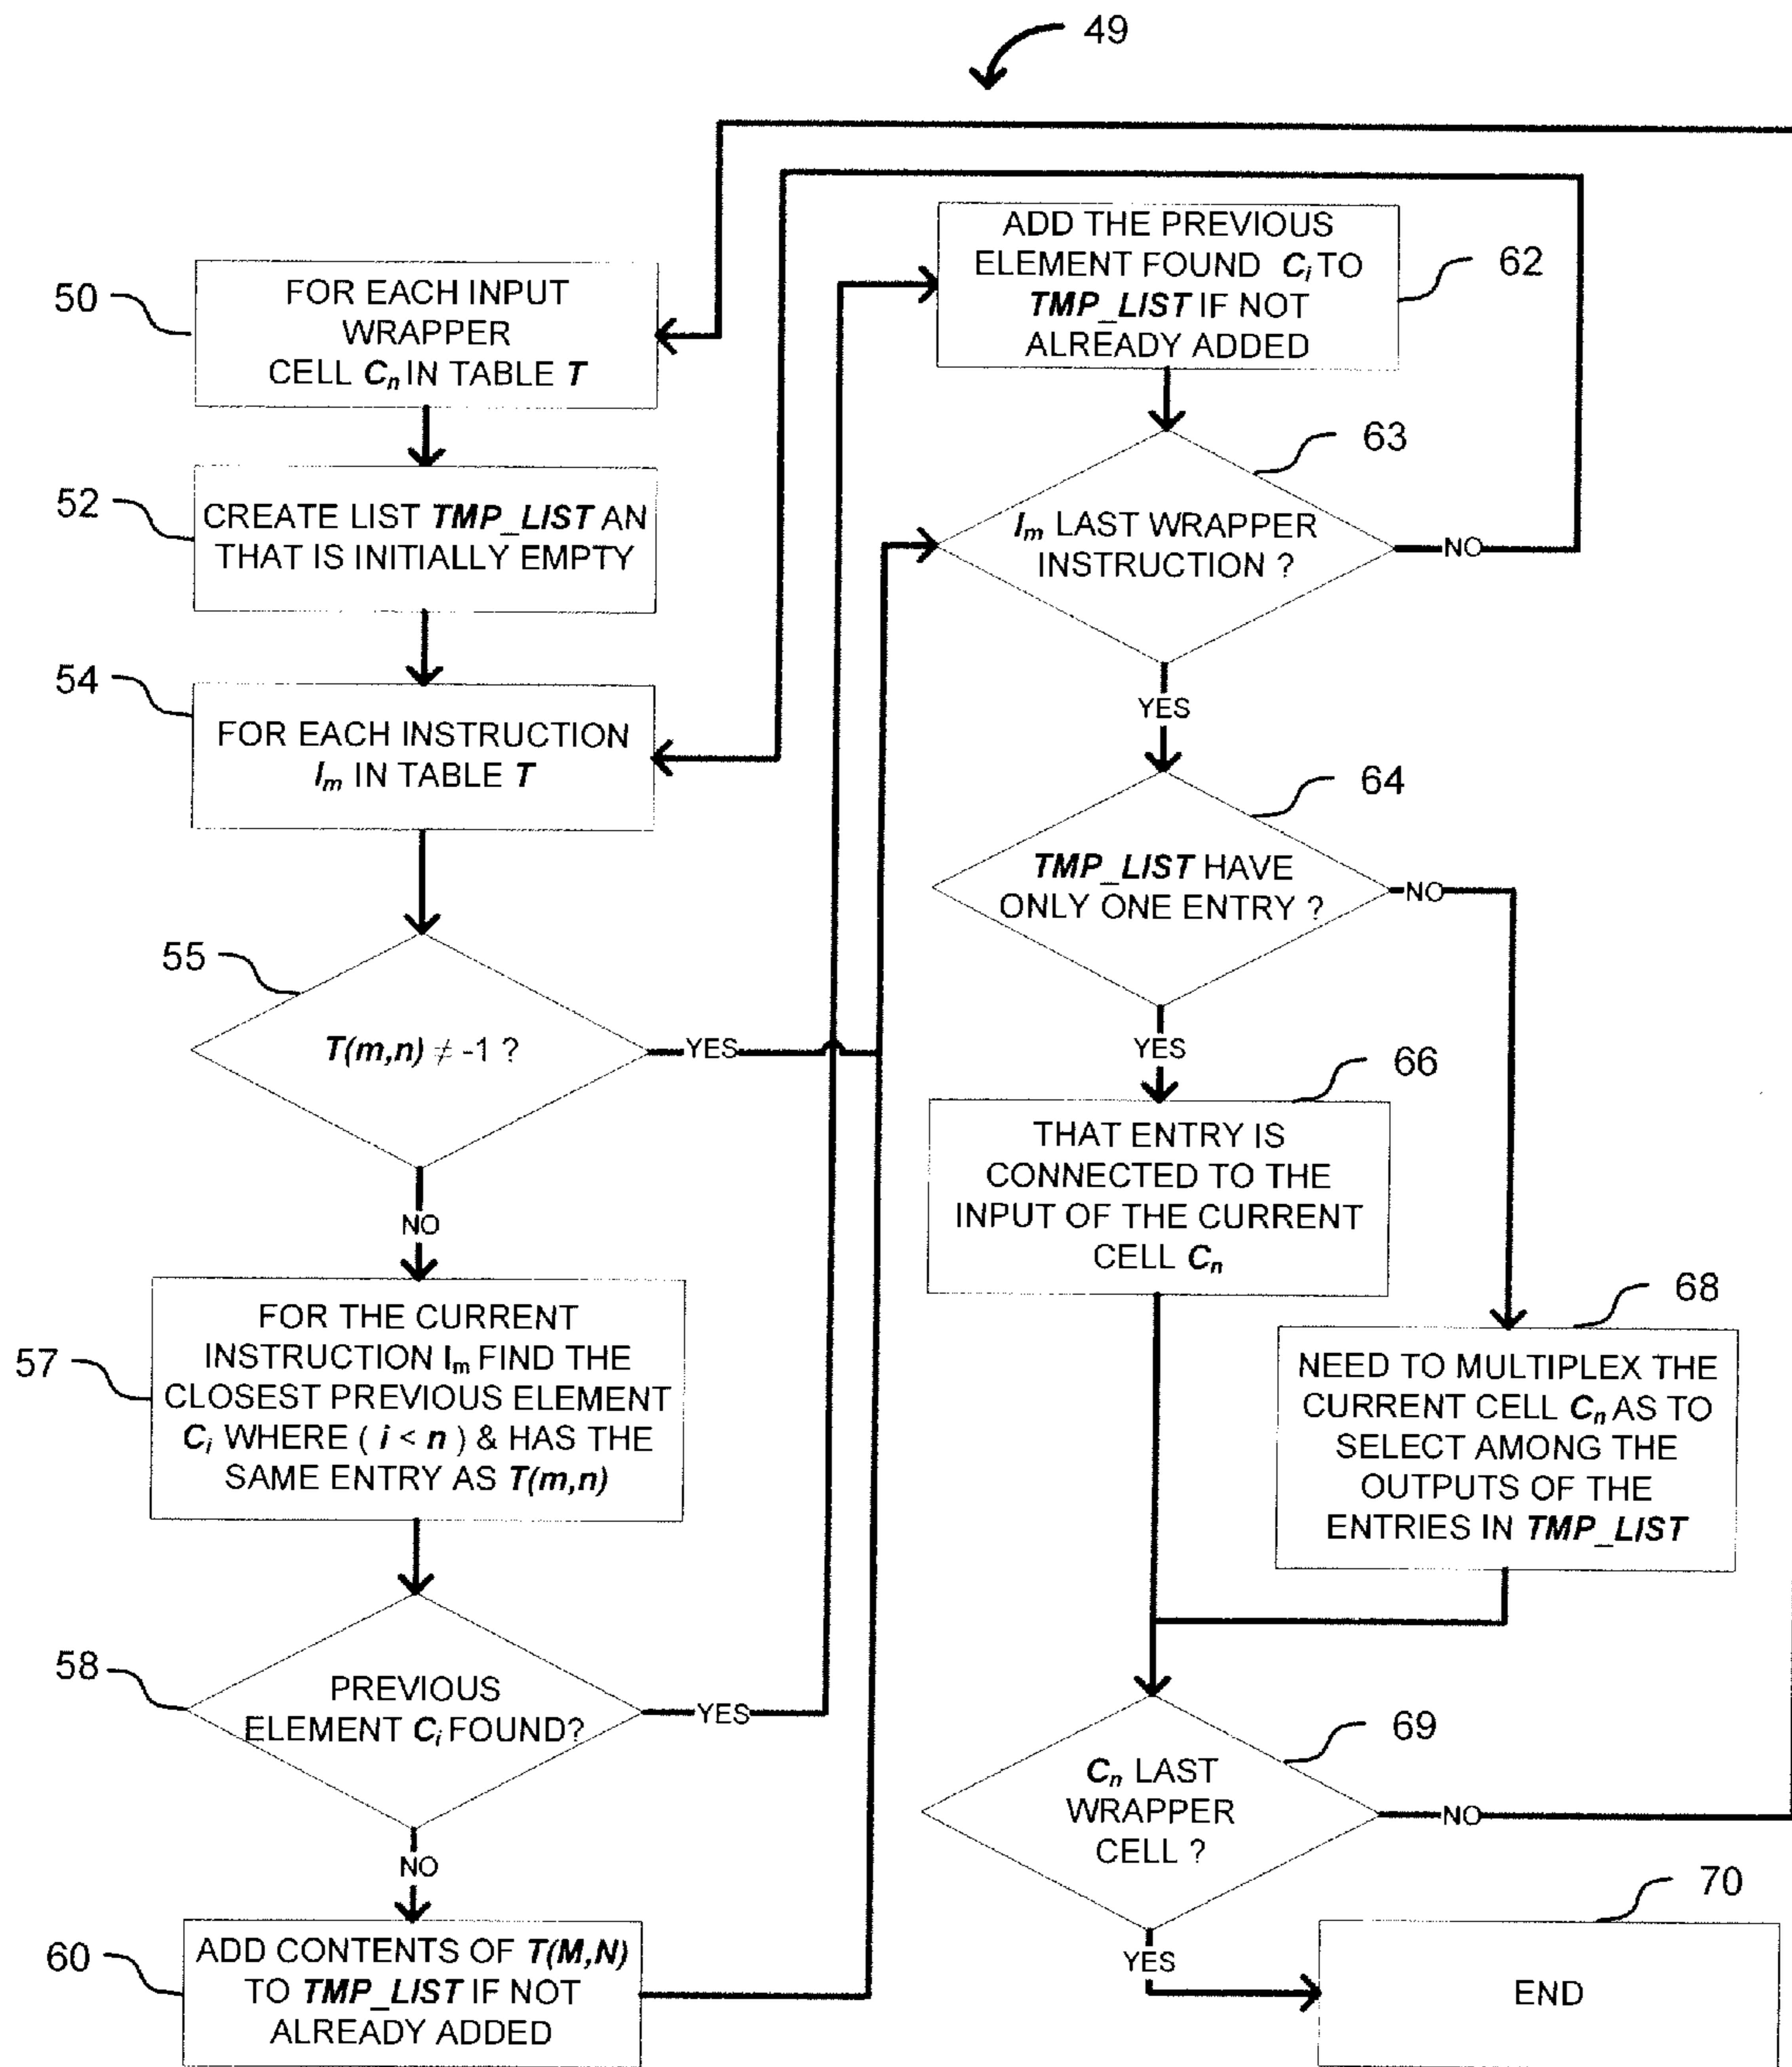 49
50
FOR EACH INPUT
WRAPPER
CELL Cn IN TABLE T
52
CREATE LIST TMP_LIST AN
THAT IS INITIALLY EMPTY
54
FOR EACH INSTRUCTION
Im IN TABLE T
55
T(m,n) ≠ -1 ?
YES
NO
57
FOR THE CURRENT
INSTRUCTION Im FIND THE
CLOSEST PREVIOUS ELEMENT
Ci WHERE ( i < n ) & HAS THE
SAME ENTRY AS T(m,n)
58
PREVIOUS
ELEMENT Ci FOUND?
YES
NO
60
ADD CONTENTS OF T(M,N)
TO TMP_LIST IF NOT
ALREADY ADDED
62
ADD THE PREVIOUS
ELEMENT FOUND Ci TO
TMP_LIST IF NOT
ALREADY ADDED
63
Im LAST WRAPPER
INSTRUCTION ?
NO
YES
64
TMP_LIST HAVE
ONLY ONE ENTRY ?
NO
YES
66
THAT ENTRY IS
CONNECTED TO THE
INPUT OF THE CURRENT
CELL Cn
68
NEED TO MULTIPLEX THE
CURRENT CELL Cn AS TO
SELECT AMONG THE
OUTPUTS OF THE
ENTRIES IN TMP_LIST
69
Cn LAST
WRAPPER
CELL ?
NO
YES
70
END